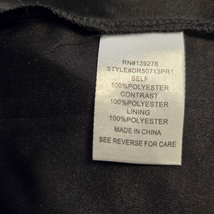 RN#139276
STYLE#DR50713PR1
SELF
100%POLYESTER
CONTRAST
100%POLYESTER
LINING
100%POLYESTER
MADE IN CHINA
SEE REVERSE FOR CARE